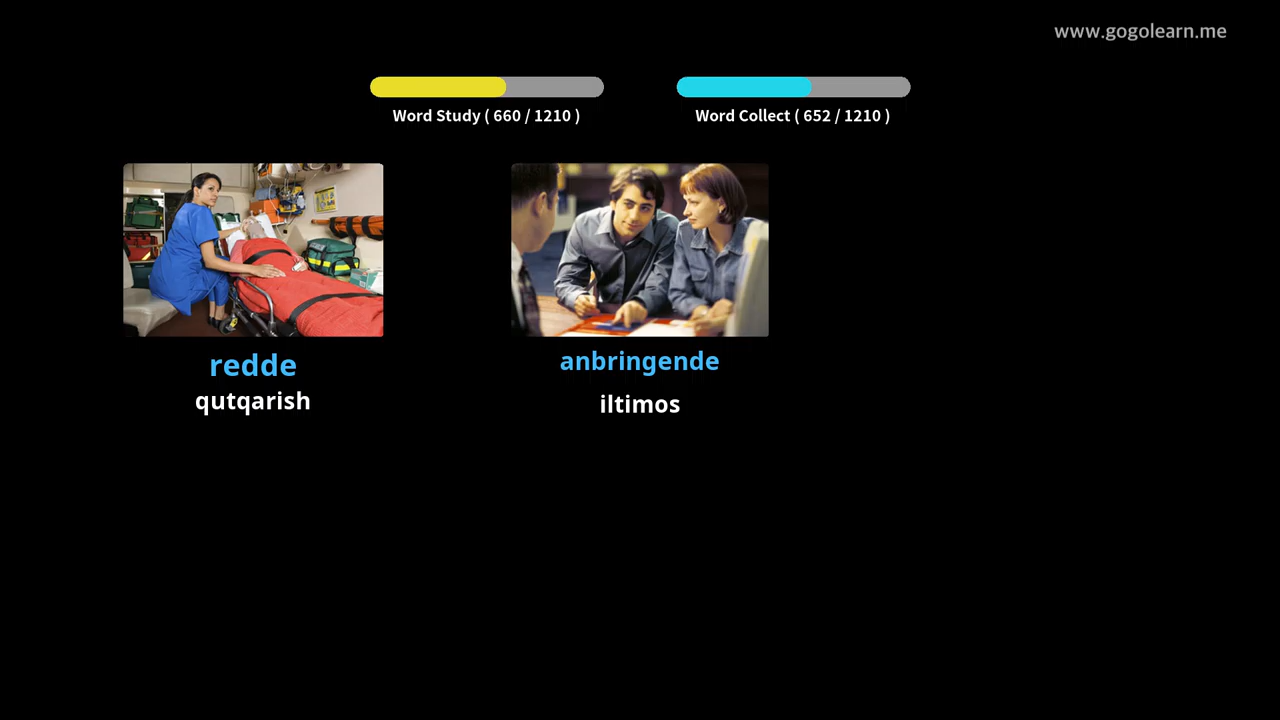 www.gogolearn.me
Word Study ( 660 / 1210 )
Word Collect ( 652 / 1210 )
redde
qutqarish
anbringende
iltimos